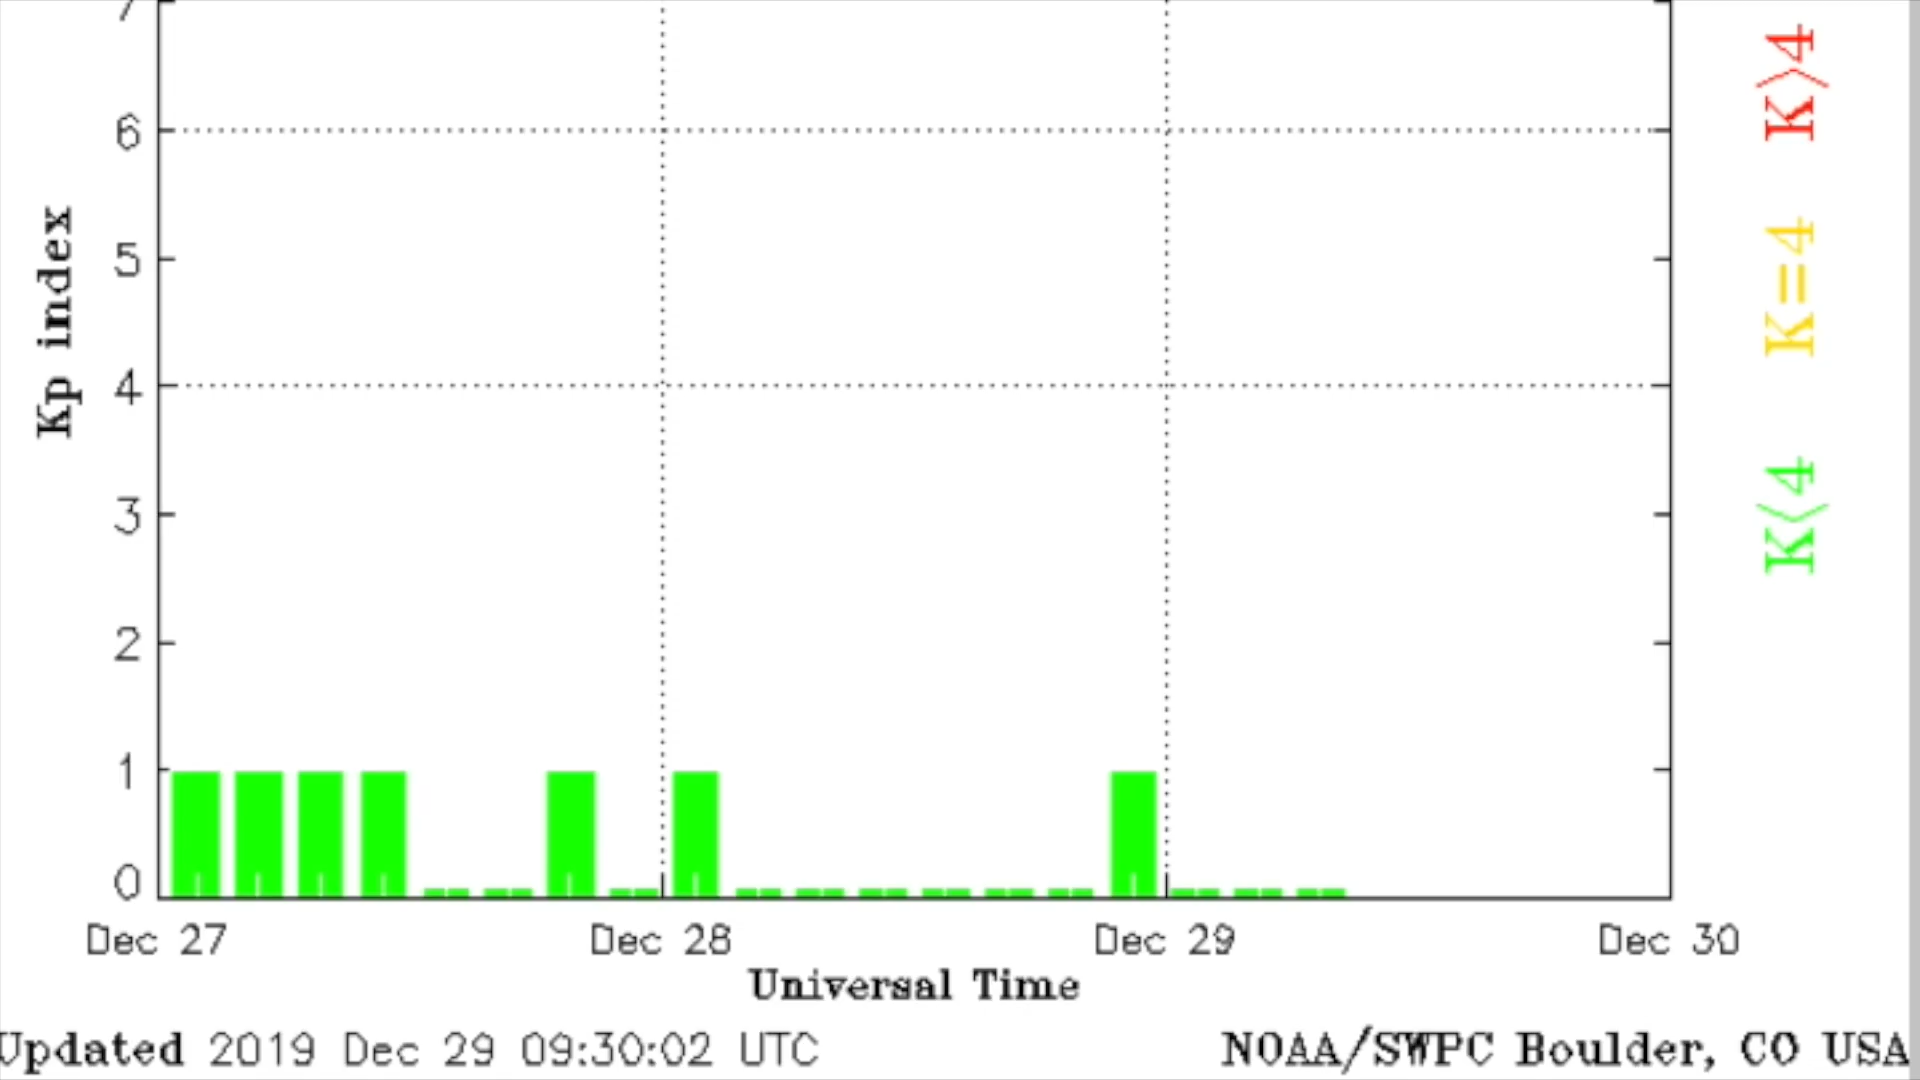 7
6
5
4
3
2
1
0
Kp index
K>4
K=4
K<4
Dec 27 Dec 28 Dec 29 Dec 30
Universal Time
Updated 2019 Dec 29 09:30:02 UTC
NOAA/SWPC Boulder, CO USA